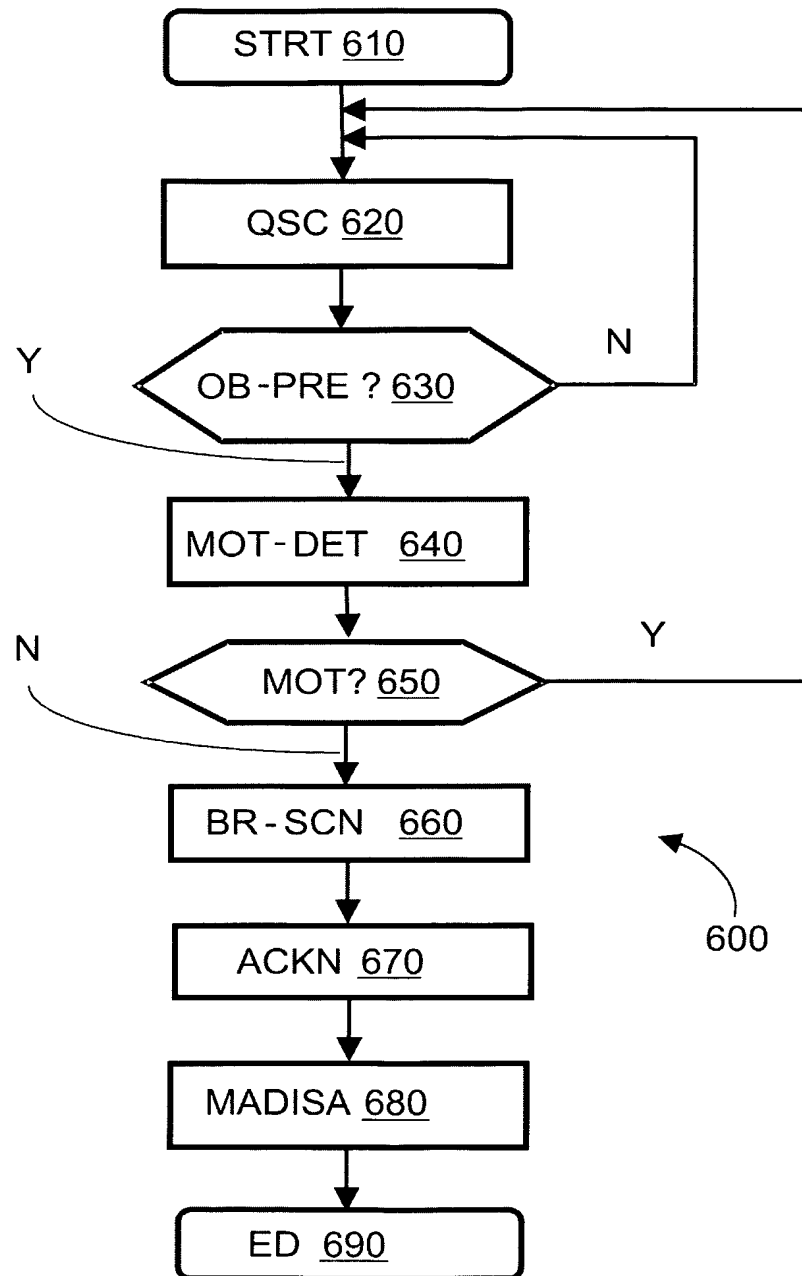 STRT 610
QSC 620
OB-PRE ? 630
N
Y
MOT-DET 640
MOT? 650
Y
N
BR-SCN 660
600
ACKN 670
MADISA 680
ED 690